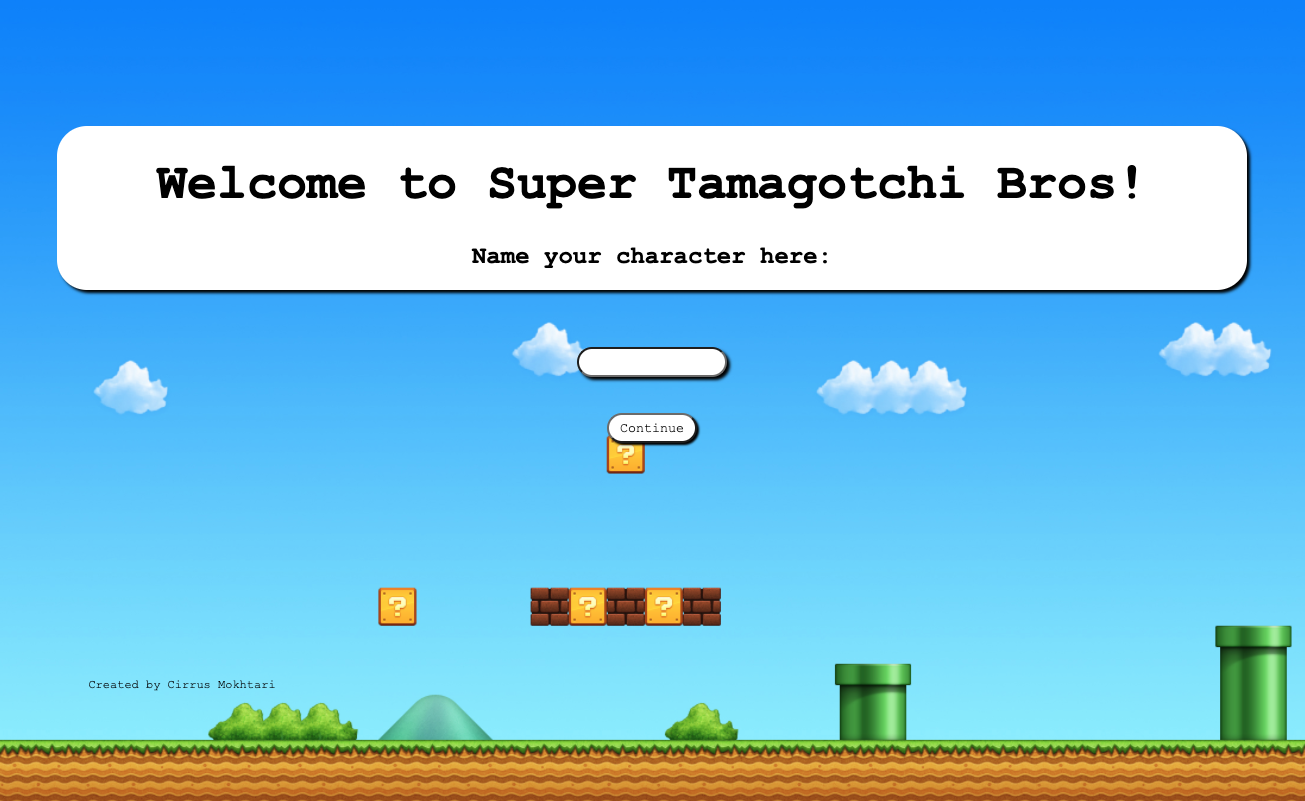 Welcome to Super Tamagotchi Bros!
Name your character here:
Continue
?
? ? ?
Created by Cirrus Mokhtari